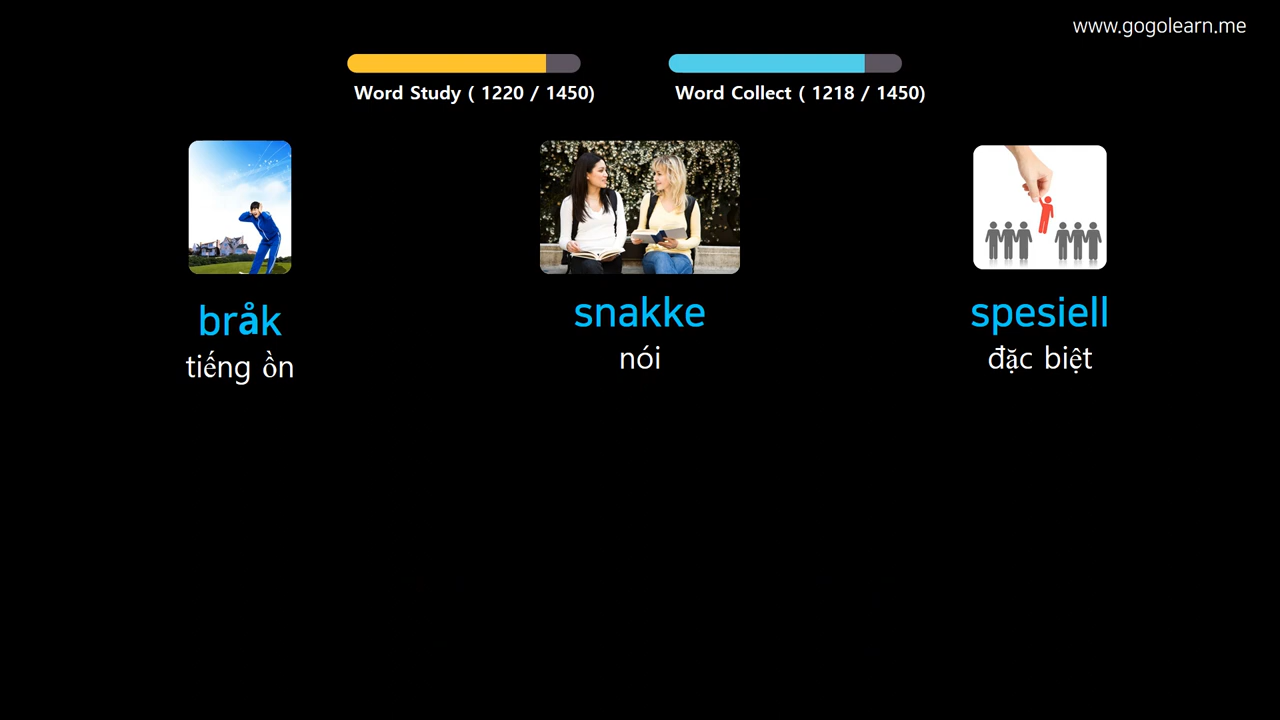 www.gogolearn.me
Word Study ( 1220 / 1450)
Word Collect ( 1218 / 1450)
bråk
tiếng ồn
snakke
nói
spesiell
đặc biệt